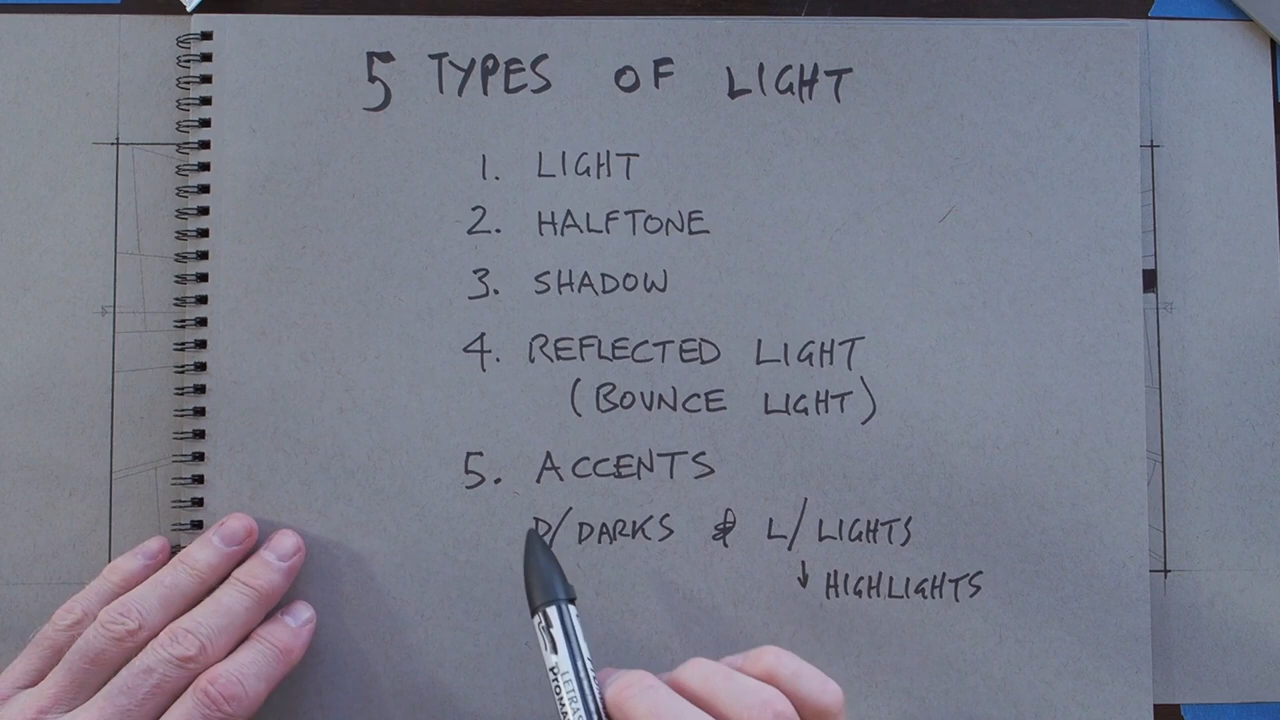 5 TYPES OF LIGHT
1. LIGHT
2. HALFTONE
3. SHADOW
4. REFLECTED LIGHT
(BOUNCE LIGHT)
5. ACCENTS
D/DARKS & L/LIGHTS
↓ HIGHLIGHTS